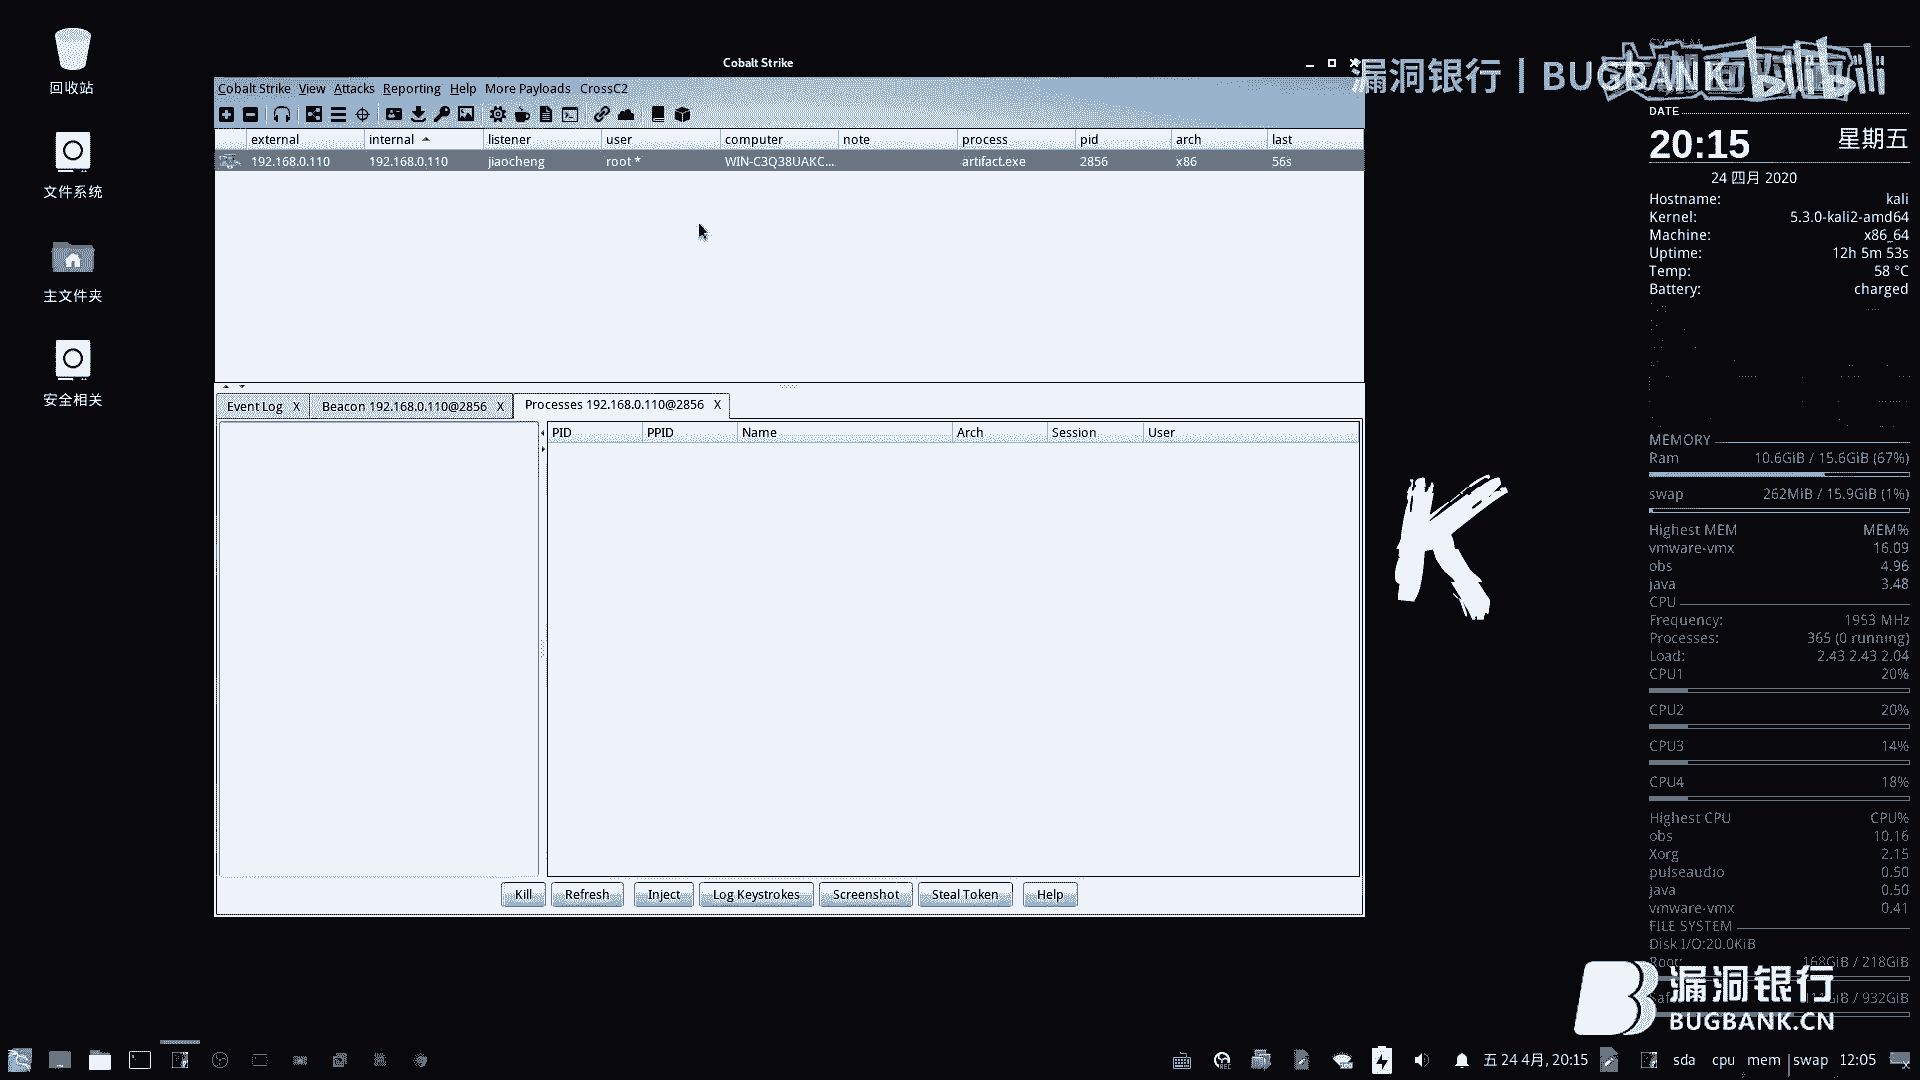 回收站
文件系统
主文件夹
安全相关
Cobalt Strike
Cobalt Strike View Attacks Reporting Help More Payloads CrossC2
external internal listener user computer note process pid arch last
192.168.0.110 192.168.0.110 jiaocheng root * WIN-C3Q38UAKC... artifact.exe 2856 x86 56s
Event Log X Beacon 192.168.0.110@2856 X Processes 192.168.0.110@2856 X
PID PPID Name Arch Session User
Kill Refresh Inject Log Keystrokes Screenshot Steal Token Help
漏洞银行 | BUGBANK
bilibili
SYSTEM
DATE
20:15 星期五
24 四月 2020
Hostname: kali
Kernel: 5.3.0-kali2-amd64
Machine: x86_64
Uptime: 12h 5m 53s
Temp: 58 °C
Battery: charged
MEMORY
Ram 10.6GiB / 15.6GiB (67%)
swap 262MiB / 15.9GiB (1%)
Highest MEM MEM%
vmware-vmx 16.09
obs 4.96
java 3.48
CPU
Frequency: 1953 MHz
Processes: 365 (0 running)
Load: 2.43 2.43 2.04
CPU1 20%
CPU2 20%
CPU3 14%
CPU4 18%
Highest CPU CPU%
obs 10.16
Xorg 2.15
pulseaudio 0.50
java 0.50
vmware-vmx 0.41
FILE SYSTEM
Disk I/O:20.0KiB
Root: 168GiB / 218GiB
/ 932GiB
漏洞银行
BUGBANK.CN
K
五 24 4月, 20:15 sda cpu mem swap 12:05